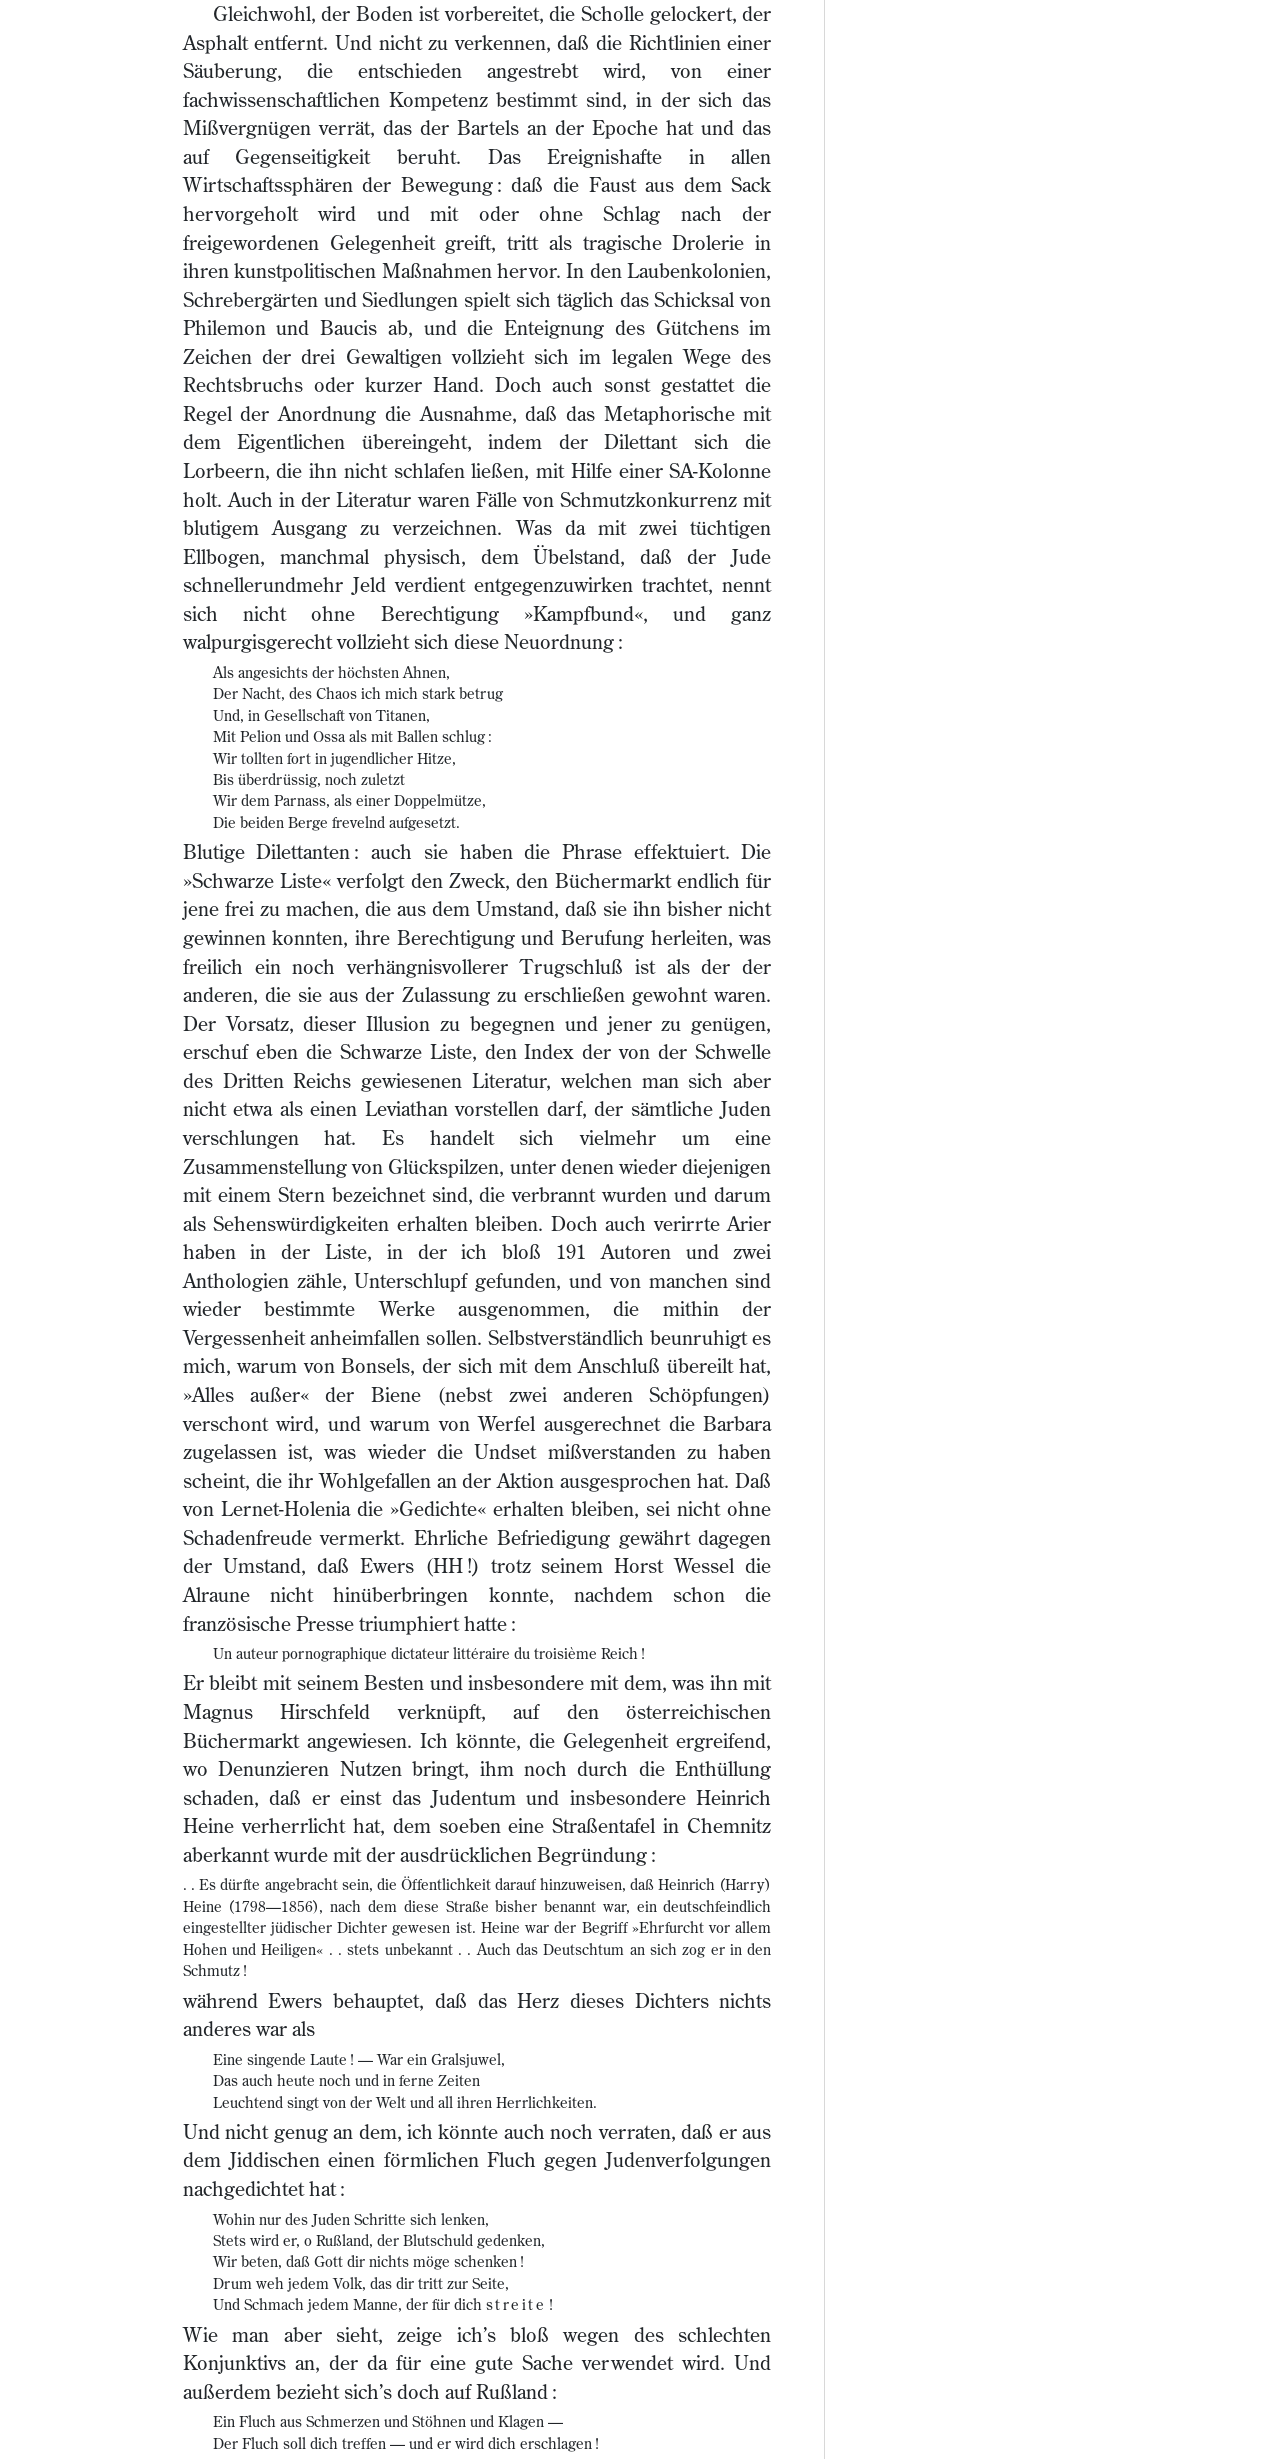 Gleichwohl, der Boden ist vorbereitet, die Scholle gelockert, der
Asphalt entfernt. Und nicht zu verkennen, daß die Richtlinien einer
Säuberung, die entschieden angestrebt wird, von einer
fachwissenschaftlichen Kompetenz bestimmt sind, in der sich das
Mißvergnügen verrät, das der Bartels an der Epoche hat und das
auf Gegenseitigkeit beruht. Das Ereignishafte in allen
Wirtschaftssphären der Bewegung : daß die Faust aus dem Sack
hervorgeholt wird und mit oder ohne Schlag nach der
freigewordenen Gelegenheit greift, tritt als tragische Drolerie in
ihren kunstpolitischen Maßnahmen hervor. In den Laubenkolonien,
Schrebergärten und Siedlungen spielt sich täglich das Schicksal von
Philemon und Baucis ab, und die Enteignung des Gütchens im
Zeichen der drei Gewaltigen vollzieht sich im legalen Wege des
Rechtsbruchs oder kurzer Hand. Doch auch sonst gestattet die
Regel der Anordnung die Ausnahme, daß das Metaphorische mit
dem Eigentlichen übereingeht, indem der Dilettant sich die
Lorbeern, die ihn nicht schlafen ließen, mit Hilfe einer SA-Kolonne
holt. Auch in der Literatur waren Fälle von Schmutzkonkurrenz mit
blutigem Ausgang zu verzeichnen. Was da mit zwei tüchtigen
Ellbogen, manchmal physisch, dem Übelstand, daß der Jude
schnellerundmehr Jeld verdient entgegenzuwirken trachtet, nennt
sich nicht ohne Berechtigung »Kampfbund«, und ganz
walpurgisgerecht vollzieht sich diese Neuordnung :
Als angesichts der höchsten Ahnen,
Der Nacht, des Chaos ich mich stark betrug
Und, in Gesellschaft von Titanen,
Mit Pelion und Ossa als mit Ballen schlug :
Wir tollten fort in jugendlicher Hitze,
Bis überdrüssig, noch zuletzt
Wir dem Parnass, als einer Doppelmütze,
Die beiden Berge frevelnd aufgesetzt.
Blutige Dilettanten : auch sie haben die Phrase effektuiert. Die
»Schwarze Liste« verfolgt den Zweck, den Büchermarkt endlich für
jene frei zu machen, die aus dem Umstand, daß sie ihn bisher nicht
gewinnen konnten, ihre Berechtigung und Berufung herleiten, was
freilich ein noch verhängnisvollerer Trugschluß ist als der der
anderen, die sie aus der Zulassung zu erschließen gewohnt waren.
Der Vorsatz, dieser Illusion zu begegnen und jener zu genügen,
erschuf eben die Schwarze Liste, den Index der von der Schwelle
des Dritten Reichs gewiesenen Literatur, welchen man sich aber
nicht etwa als einen Leviathan vorstellen darf, der sämtliche Juden
verschlungen hat. Es handelt sich vielmehr um eine
Zusammenstellung von Glückspilzen, unter denen wieder diejenigen
mit einem Stern bezeichnet sind, die verbrannt wurden und darum
als Sehenswürdigkeiten erhalten bleiben. Doch auch verirrte Arier
haben in der Liste, in der ich bloß 191 Autoren und zwei
Anthologien zähle, Unterschlupf gefunden, und von manchen sind
wieder bestimmte Werke ausgenommen, die mithin der
Vergessenheit anheimfallen sollen. Selbstverständlich beunruhigt es
mich, warum von Bonsels, der sich mit dem Anschluß übereilt hat,
»Alles außer« der Biene (nebst zwei anderen Schöpfungen)
verschont wird, und warum von Werfel ausgerechnet die Barbara
zugelassen ist, was wieder die Undset mißverstanden zu haben
scheint, die ihr Wohlgefallen an der Aktion ausgesprochen hat. Daß
von Lernet-Holenia die »Gedichte« erhalten bleiben, sei nicht ohne
Schadenfreude vermerkt. Ehrliche Befriedigung gewährt dagegen
der Umstand, daß Ewers (HH !) trotz seinem Horst Wessel die
Alraune nicht hinüberbringen konnte, nachdem schon die
französische Presse triumphiert hatte :
Un auteur pornographique dictateur littéraire du troisième Reich !
Er bleibt mit seinem Besten und insbesondere mit dem, was ihn mit
Magnus Hirschfeld verknüpft, auf den österreichischen
Büchermarkt angewiesen. Ich könnte, die Gelegenheit ergreifend,
wo Denunzieren Nutzen bringt, ihm noch durch die Enthüllung
schaden, daß er einst das Judentum und insbesondere Heinrich
Heine verherrlicht hat, dem soeben eine Straßentafel in Chemnitz
aberkannt wurde mit der ausdrücklichen Begründung :
. . Es dürfte angebracht sein, die Öffentlichkeit darauf hinzuweisen, daß Heinrich (Harry)
Heine (1798—1856), nach dem diese Straße bisher benannt war, ein deutschfeindlich
eingestellter jüdischer Dichter gewesen ist. Heine war der Begriff »Ehrfurcht vor allem
Hohen und Heiligen« . . stets unbekannt . . Auch das Deutschtum an sich zog er in den
Schmutz !
während Ewers behauptet, daß das Herz dieses Dichters nichts
anderes war als
Eine singende Laute ! — War ein Gralsjuwel,
Das auch heute noch und in ferne Zeiten
Leuchtend singt von der Welt und all ihren Herrlichkeiten.
Und nicht genug an dem, ich könnte auch noch verraten, daß er aus
dem Jiddischen einen förmlichen Fluch gegen Judenverfolgungen
nachgedichtet hat :
Wohin nur des Juden Schritte sich lenken,
Stets wird er, o Rußland, der Blutschuld gedenken,
Wir beten, daß Gott dir nichts möge schenken !
Drum weh jedem Volk, das dir tritt zur Seite,
Und Schmach jedem Manne, der für dich streite !
Wie man aber sieht, zeige ich’s bloß wegen des schlechten
Konjunktivs an, der da für eine gute Sache verwendet wird. Und
außerdem bezieht sich’s doch auf Rußland :
Ein Fluch aus Schmerzen und Stöhnen und Klagen —
Der Fluch soll dich treffen — und er wird dich erschlagen !